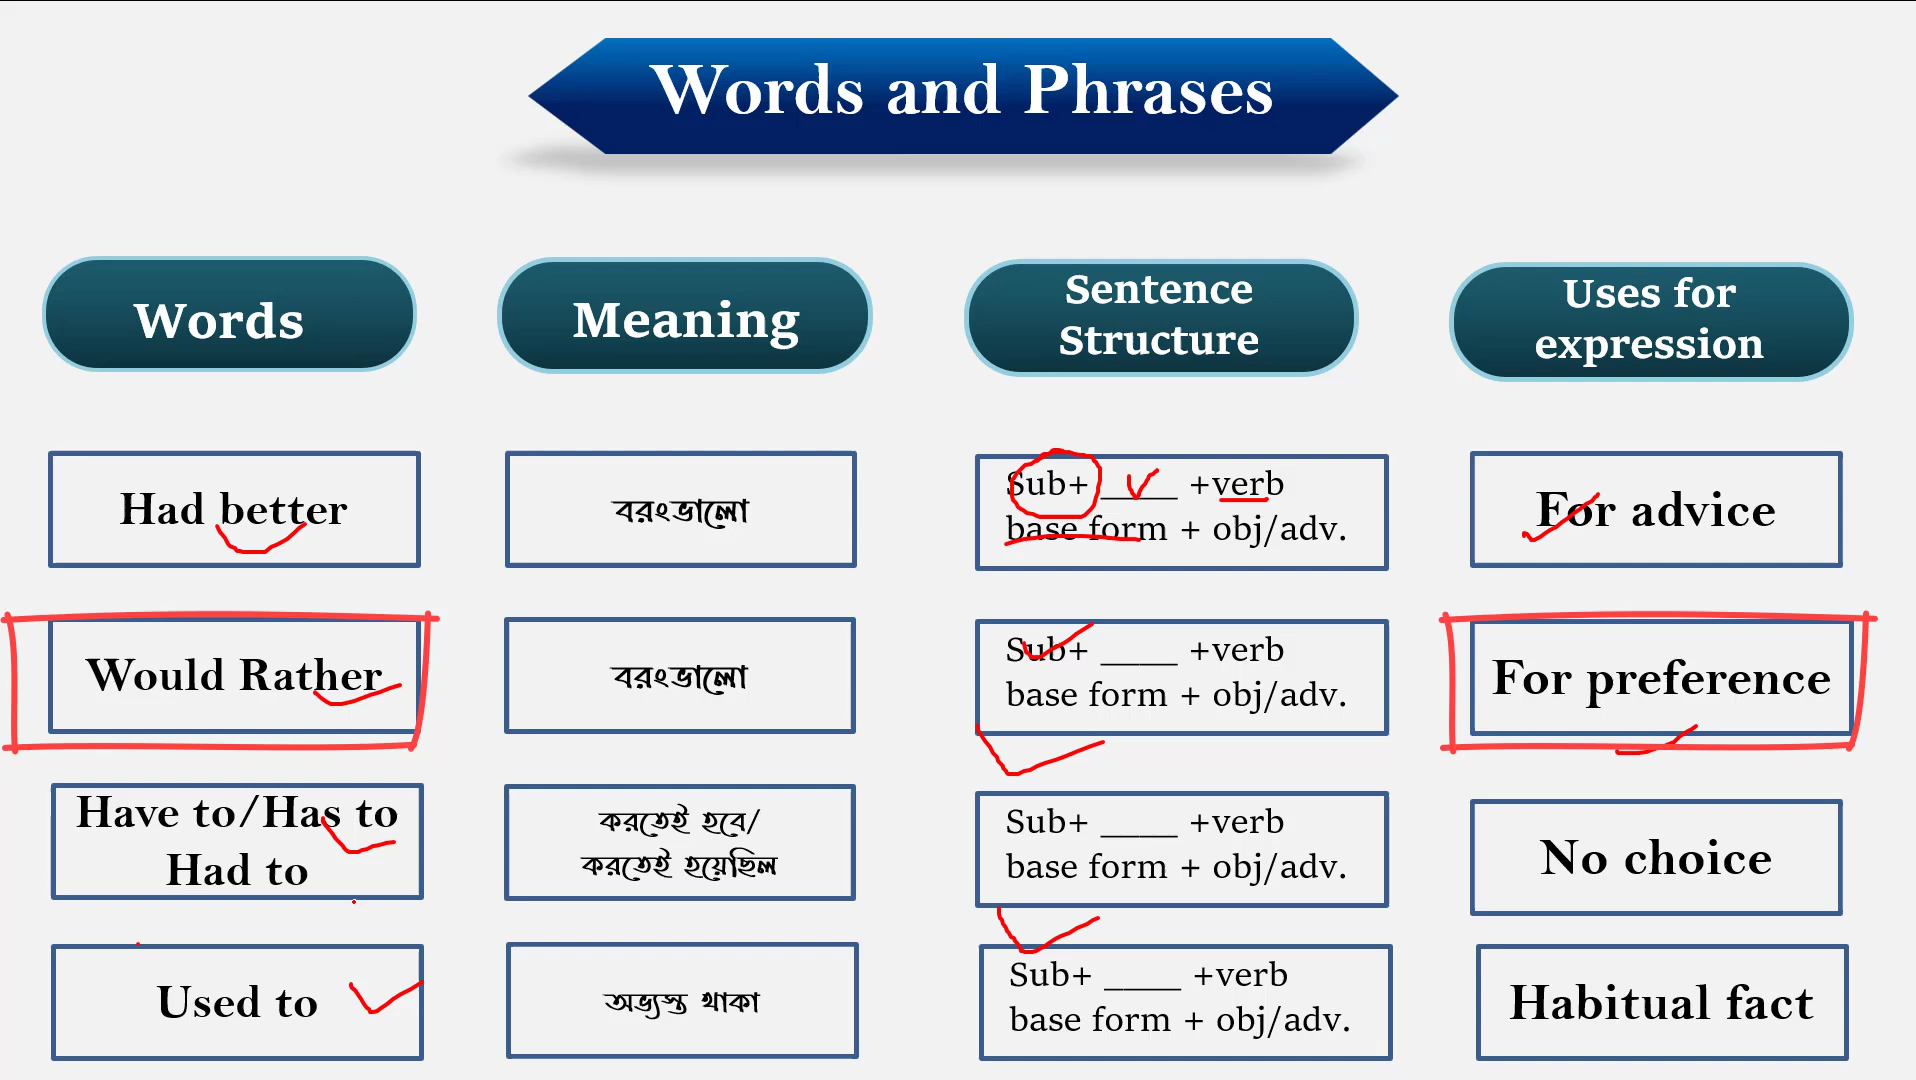 Words and Phrases
Words
Meaning
Sentence
Structure
Uses for
expression
Had better
বরংভালো
Sub+ ____ +verb
base form + obj/adv.
For advice
Would Rather
বরংভালো
Sub+ ____ +verb
base form + obj/adv.
For preference
Have to/Has to
Had to
করতেই হবে/
করতেই হয়েছিল
Sub+ ____ +verb
base form + obj/adv.
No choice
Used to
অভ্যস্ত থাকা
Sub+ ____ +verb
base form + obj/adv.
Habitual fact